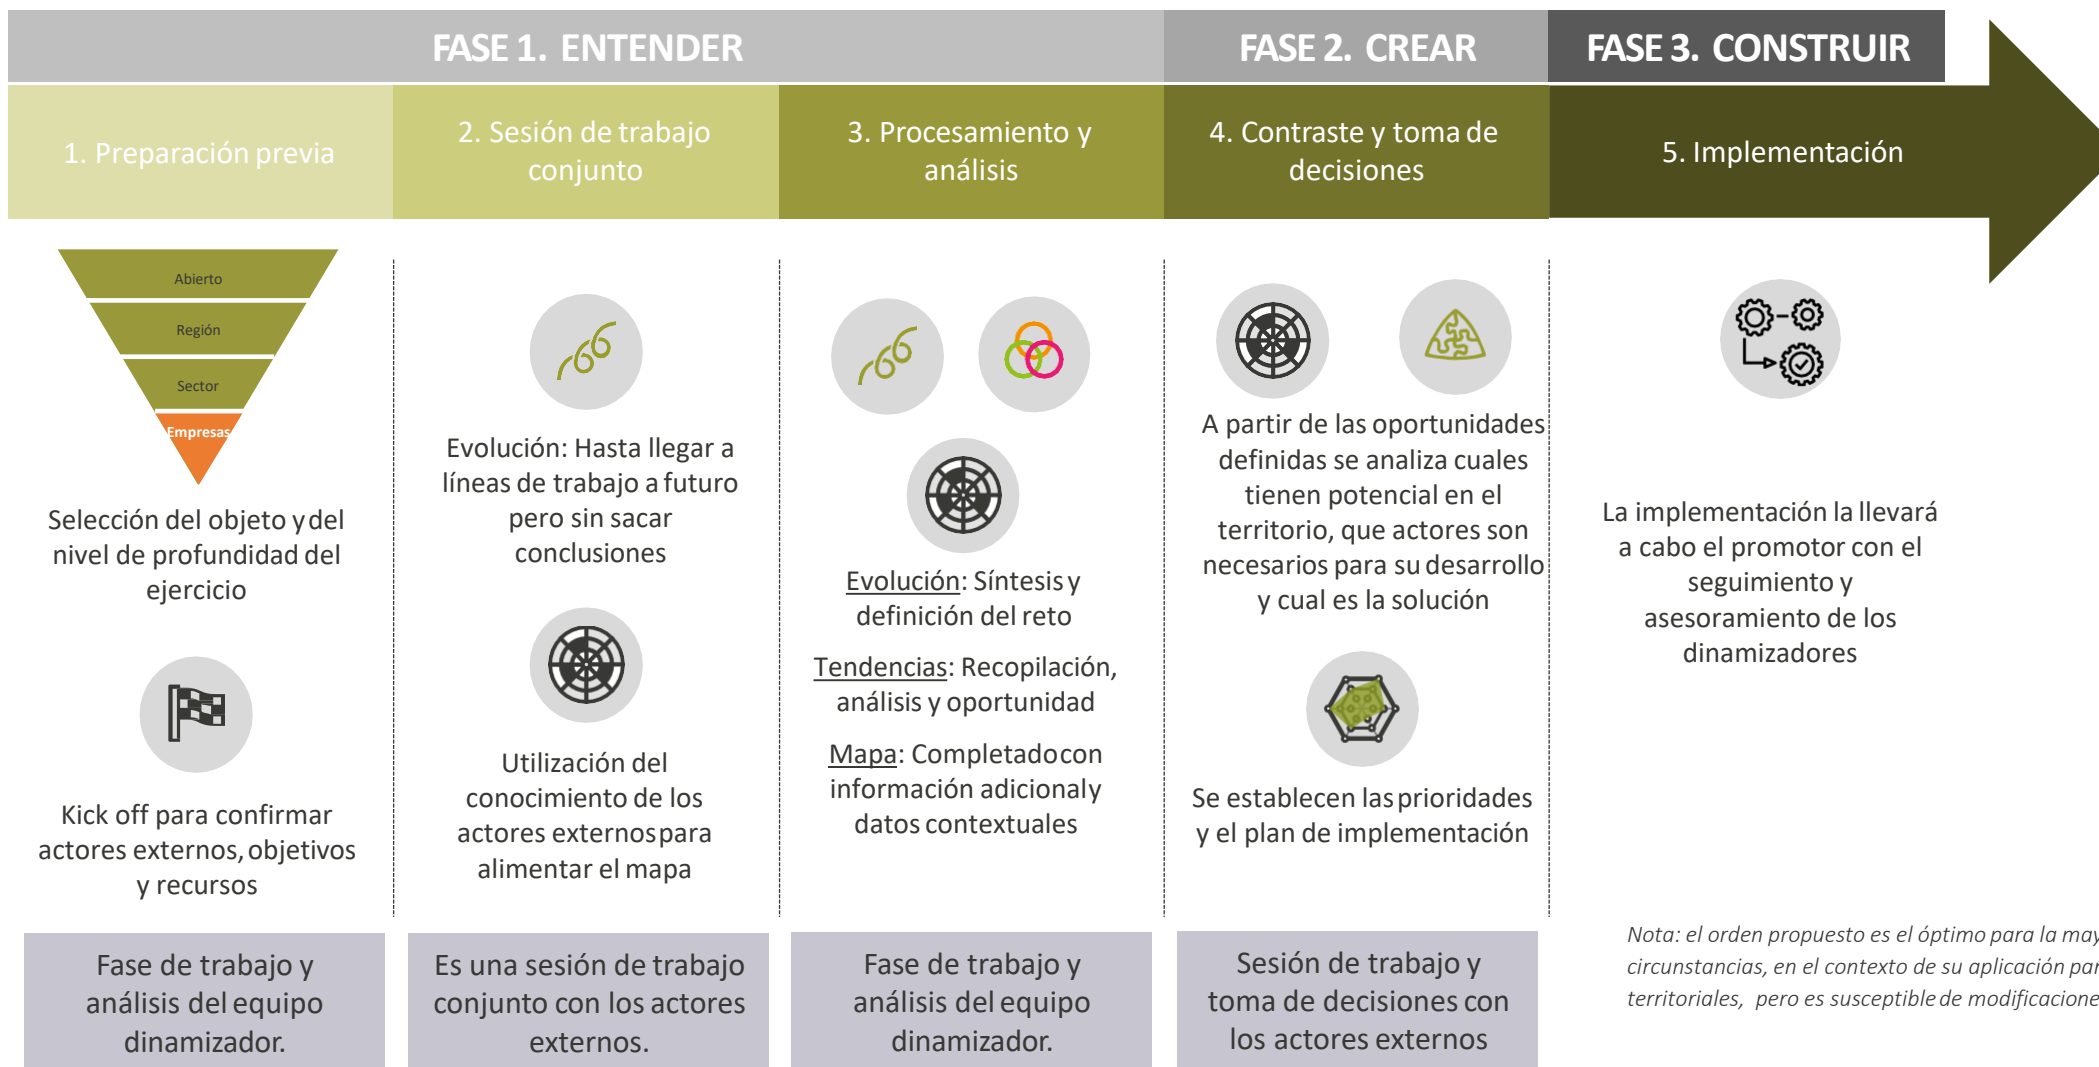 FASE 1. ENTENDER
FASE 2. CREAR
FASE 3. CONSTRUIR
1. Preparación previa
2. Sesión de trabajo
conjunto
3. Procesamiento y
análisis
4. Contraste y toma de
decisiones
5. Implementación
Abierto
Región
Sector
Empresas
Selección del objeto y del
nivel de profundidad del
ejercicio
Kick off para confirmar
actores externos, objetivos
y recursos
Fase de trabajo y
análisis del equipo
dinamizador.
Evolución: Hasta llegar a
líneas de trabajo a futuro
pero sin sacar
conclusiones
Utilización del
conocimiento de los
actores externos para
alimentar el mapa
Es una sesión de trabajo
conjunto con los actores
externos.
Evolución: Síntesis y
definición del reto
Tendencias: Recopilación,
análisis y oportunidad
Mapa: Completado con
información adicional y
datos contextuales
Fase de trabajo y
análisis del equipo
dinamizador.
A partir de las oportunidades
definidas se analiza cuales
tienen potencial en el
territorio, que actores son
necesarios para su desarrollo
y cual es la solución
Se establecen las prioridades
y el plan de implementación
Sesión de trabajo y
toma de decisiones con
los actores externos
La implementación la llevará
a cabo el promotor con el
seguimiento y
asesoramiento de los
dinamizadores
Nota: el orden propuesto es el óptimo para la may
circunstancias, en el contexto de su aplicación par
territoriales, pero es susceptible de modificacione